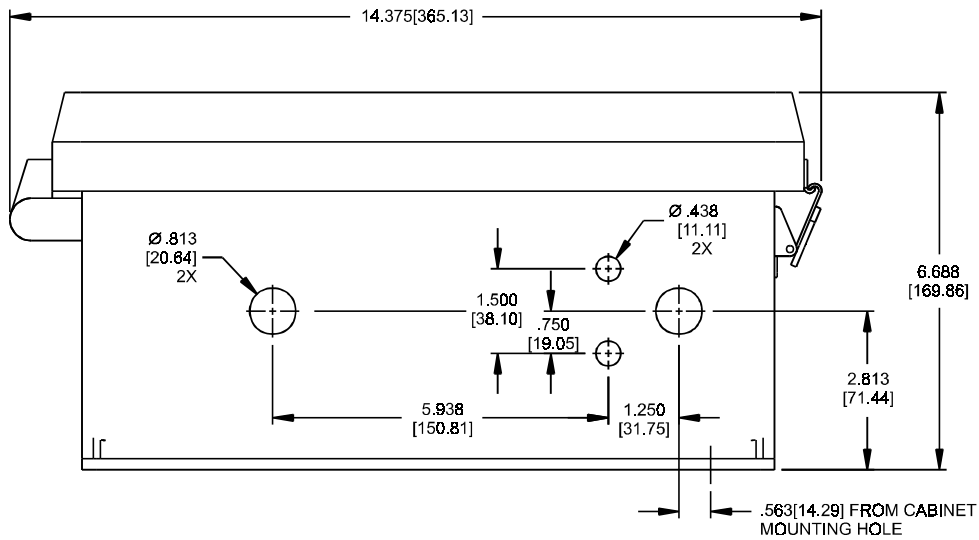 14.375[365.13]
Ø .438
[11.11]
2X
Ø .813
[20.64]
2X
6.688
[169.86]
1.500
[38.10]
.750
[19.05]
2.813
[71.44]
5.938
[150.81]
1.250
[31.75]
.563[14.29] FROM CABINET
MOUNTING HOLE